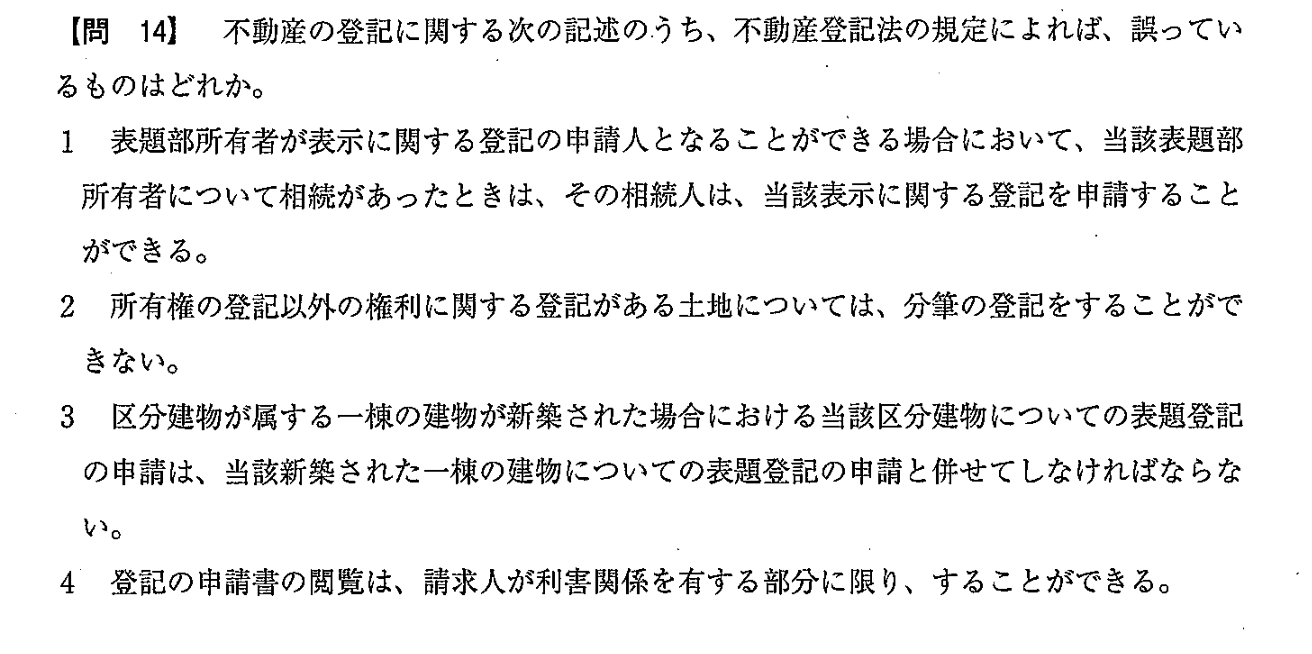 【問　14】　不動産の登記に関する次の記述のうち、不動産登記法の規定によれば、誤ってい
るものはどれか。
1　表題部所有者が表示に関する登記の申請人となることができる場合において、当該表題部
所有者について相続があったときは、その相続人は、当該表示に関する登記を申請すること
ができる。
2　所有権の登記以外の権利に関する登記がある土地については、分筆の登記をすることがで
きない。
3　区分建物が属する一棟の建物が新築された場合における当該区分建物についての表題登記
の申請は、当該新築された一棟の建物についての表題登記の申請と併せてしなければならな
い。
4　登記の申請書の閲覧は、請求人が利害関係を有する部分に限り、することができる。